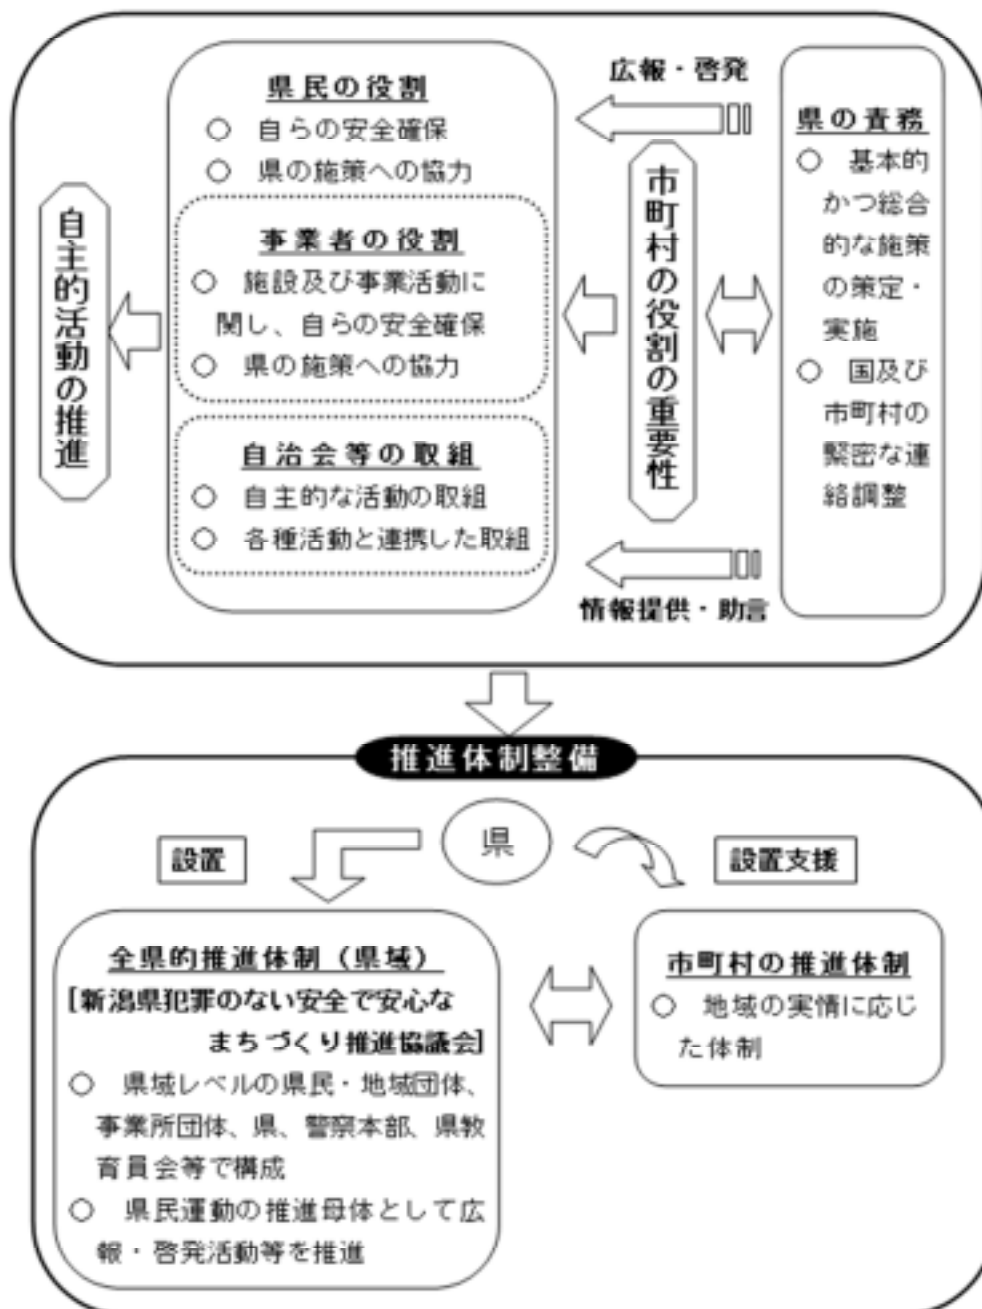 広報・啓発
県民の役割
○ 自らの安全確保
○ 県の施策への協力
事業者の役割
○ 施設及び事業活動に
関し、自らの安全確保
○ 県の施策への協力
自治会等の取組
○ 自主的な活動の取組
○ 各種活動と連携した取組
自主的活動の推進
市町村の役割の重要性
県の責務
○ 基本的
かつ総合
的な施策
の策定・
実施
○ 国及び
市町村の
緊密な連
絡調整
情報提供・助言
推進体制整備
県
設置
設置支援
全県的推進体制（県域）
[新潟県犯罪のない安全で安心な
まちづくり推進協議会]
○ 県域レベルの県民・地域団体、
事業所団体、県、警察本部、県教
育員会等で構成
○ 県民運動の推進母体として広
報・啓発活動等を推進
市町村の推進体制
○ 地域の実情に応じ
た体制